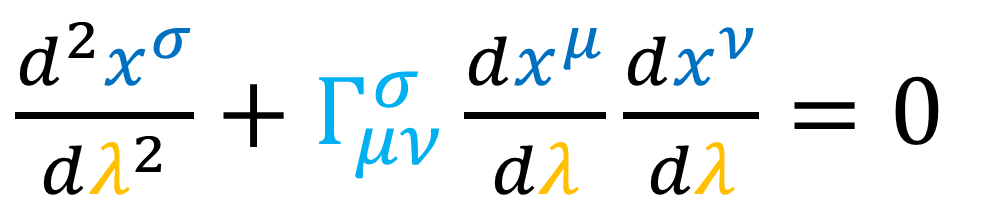 d²x^σ/dλ² + Γ^σ_μν dx^μ/dλ dx^ν/dλ = 0